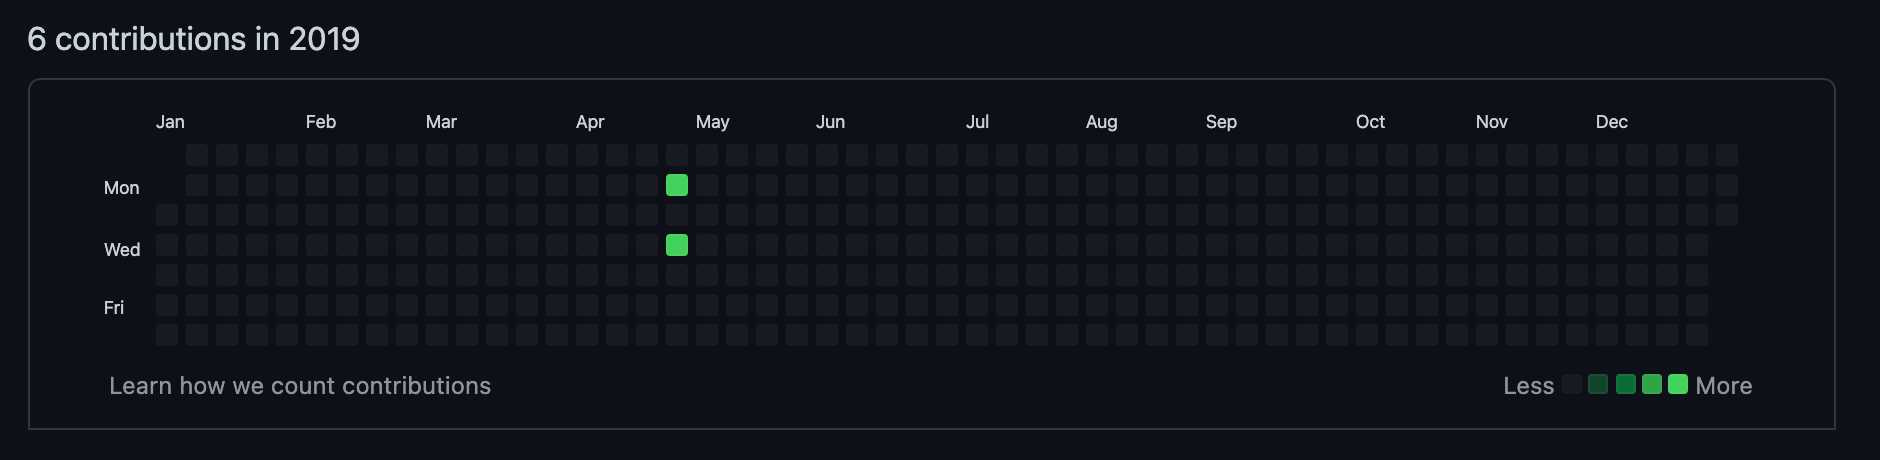 6 contributions in 2019
Jan Feb Mar Apr May Jun Jul Aug Sep Oct Nov Dec
Mon
Wed
Fri
Learn how we count contributions
Less More